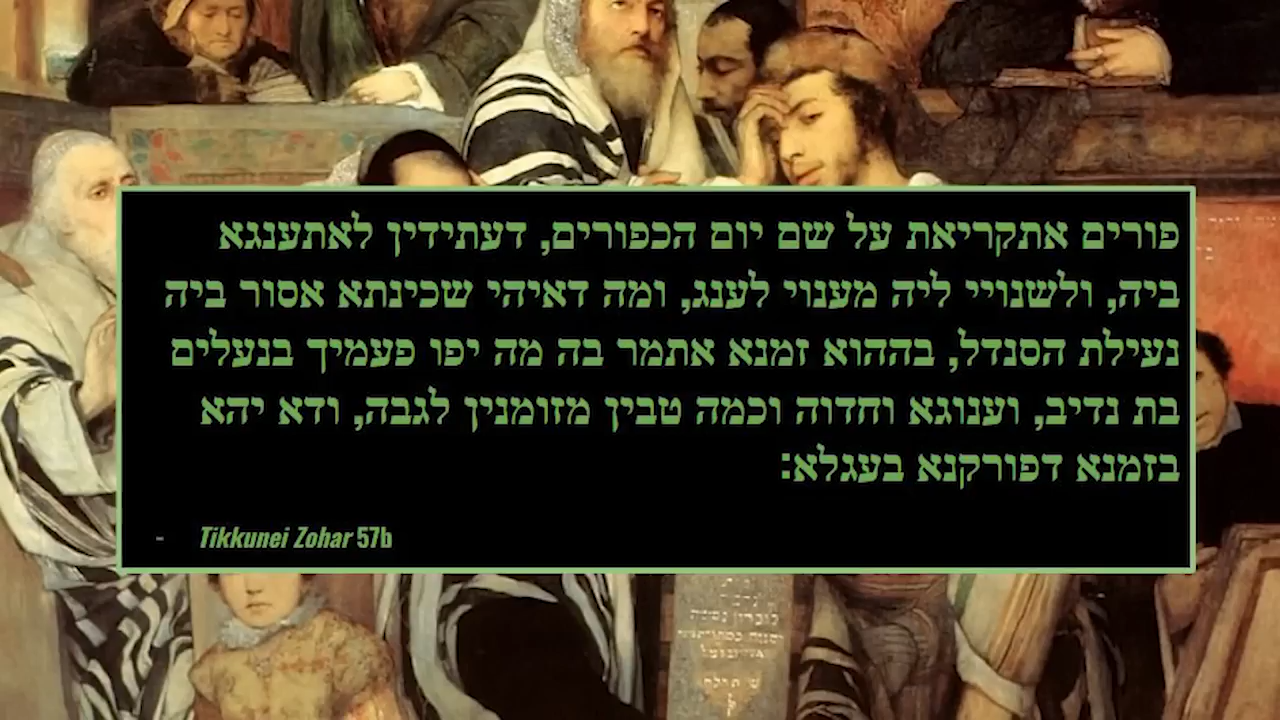 פורים אתקריאת על שם יום הכפורים, דעתידין לאתענגא
ביה, ולשנויי ליה מענוי לענג, ומה דאיהי שכינתא אסור ביה
נעילת הסנדל, בההוא זמנא אתמר בה מה יפו פעמיך בנעלים
בת נדיב, וענוגא וחדוה וכמה טבין מזומנין לגבה, ודא יהא
בזמנא דפורקנא בעגלא:
- Tikkunei Zohar 57b